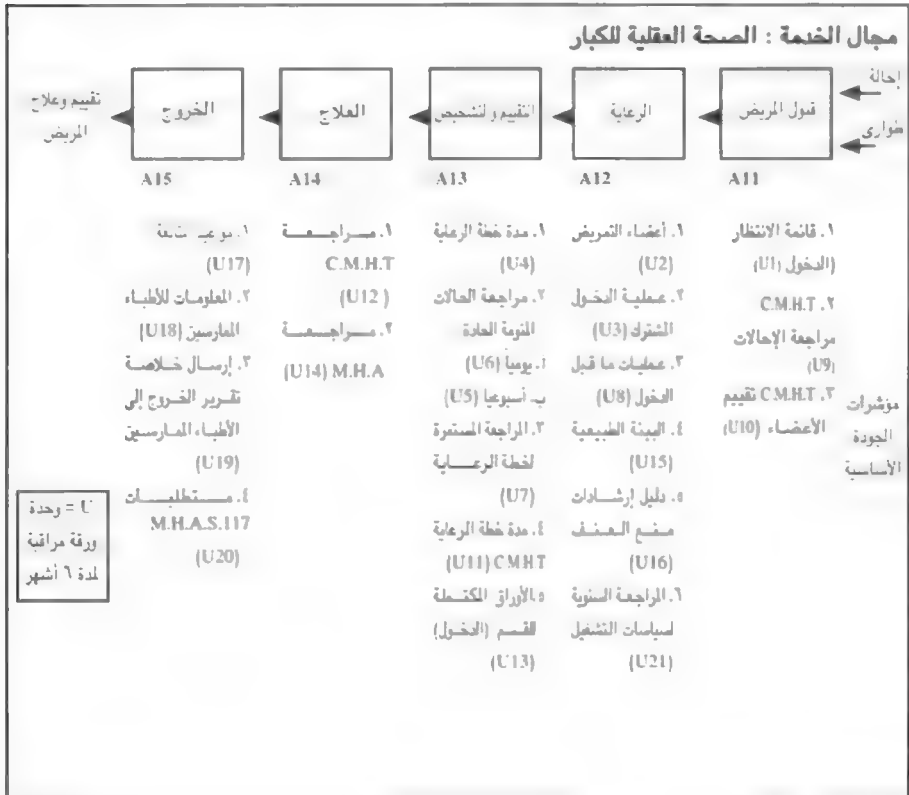 مجال الخدمة : الصحة العقلية للكبار
إحالة
طوارئ
قبول المريض
الرعاية
التقييم والتشخيص
العلاج
الخروج
تقييم وعلاج
المريض
A11
A12
A13
A14
A15
مؤشرات
الجودة
الأساسية
١. قائمة الانتظار
(الدخول (U1)
٢. C.M.H.T
مراجعة الإحالات
(U9)
٣. C.M.H.T تقييم
الأعضاء (U10)
١. أعضاء التمريض
(U2)
٢. عملية الدخول
المشترك (U3)
٣. عمليات ما قبل
الدخول (U8)
٤. البيئة الطبيعية
(U15)
٥. دليل إرشادات
منع العنف
(U16)
٦. المراجعة السنوية
لسياسات التشغيل
(U21)
١. مدة خطة الرعاية
(U4)
٢. مراجعة الحالات
المنومة الحادة
أ. يومياً (U6)
ب. أسبوعيا (U5)
٣. المراجعة المستمرة
لخطة الرعاية
(U7)
٤. مدة خطة الرعاية
CMHT (U11)
٥. الأوراق المكتملة
للقسم (الدخول)
(U13)
١. مراجعة
C.M.H.T
(U12 )
٢. مراجعة
M.H.A (U14)
١.
(U17)
٢. المعلومات للأطباء
الممارسين (U18)
٣. إرسال خلاصة
تقرير الخروج إلى
الأطباء الممارسين
(U19)
٤. مستطلبات
M.H.A.S.117
(U20)
U = وحدة
ورقة مراقبة
لمدة ٦ أشهر